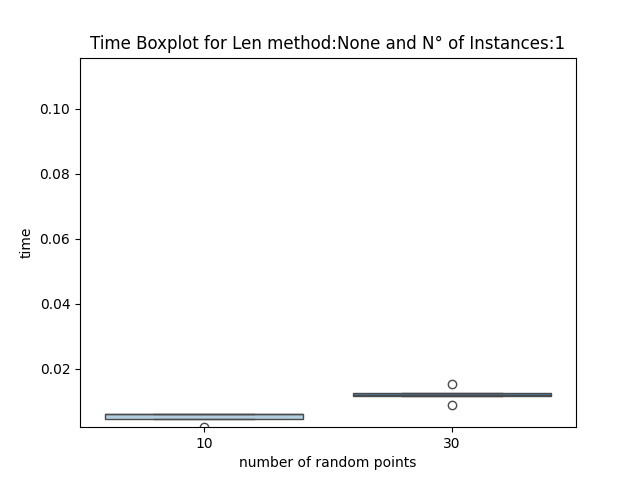 Time Boxplot for Len method:None and N° of Instances:1
0.10
0.08
0.06
0.04
0.02
time
10 30
number of random points